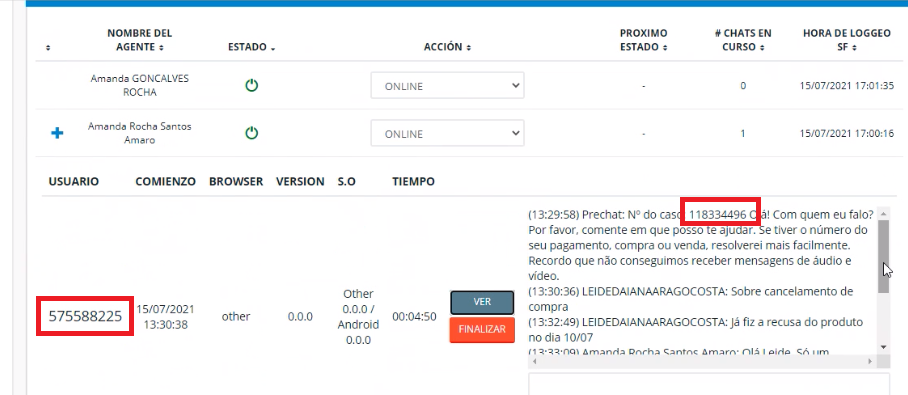 NOMBRE DEL AGENTE ESTADO ACCIÓN PROXIMO ESTADO # CHATS EN CURSO HORA DE LOGGEO SF
Amanda GONCALVES ROCHA ONLINE - 0 15/07/2021 17:01:35
Amanda Rocha Santos Amaro ONLINE - 1 15/07/2021 17:00:16
USUARIO COMIENZO BROWSER VERSION S.O TIEMPO
575588225 15/07/2021 13:30:38 other 0.0.0 Other 0.0.0 / Android 0.0.0 00:04:50
VER
FINALIZAR
(13:29:58) Prechat: Nº do caso 118334496 Olá! Com quem eu falo?
Por favor, comente em que posso te ajudar. Se tiver o número do
seu pagamento, compra ou venda, resolverei mais facilmente.
Recordo que não conseguimos receber mensagens de áudio e
vídeo.
(13:30:36) LEIDEDAIANAARAGOCOSTA: Sobre cancelamento de
compra
(13:32:49) LEIDEDAIANAARAGOCOSTA: Já fiz a recusa do produto
no dia 10/07
(13:33:09) Amanda Rocha Santos Amaro: Olá Leide, Só um